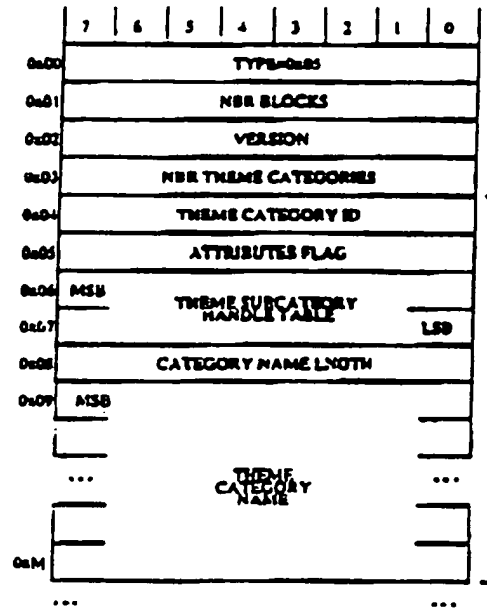 7 6 5 4 3 2 1 0
0x00 TYPE=0x85
0x01 NBR BLOCKS
0x02 VERSION
0x03 NBR THEME CATEGORIES
0x04 THEME CATEGORY ID
0x05 ATTRIBUTES FLAG
0x06 MSB
THEME SUBCATEGORY
HANDLE TABLE
0x07 LSB
0x08 CATEGORY NAME LNGTH
0x09 MSB
... THEME ...
CATEGORY
NAME
0xM
... ...